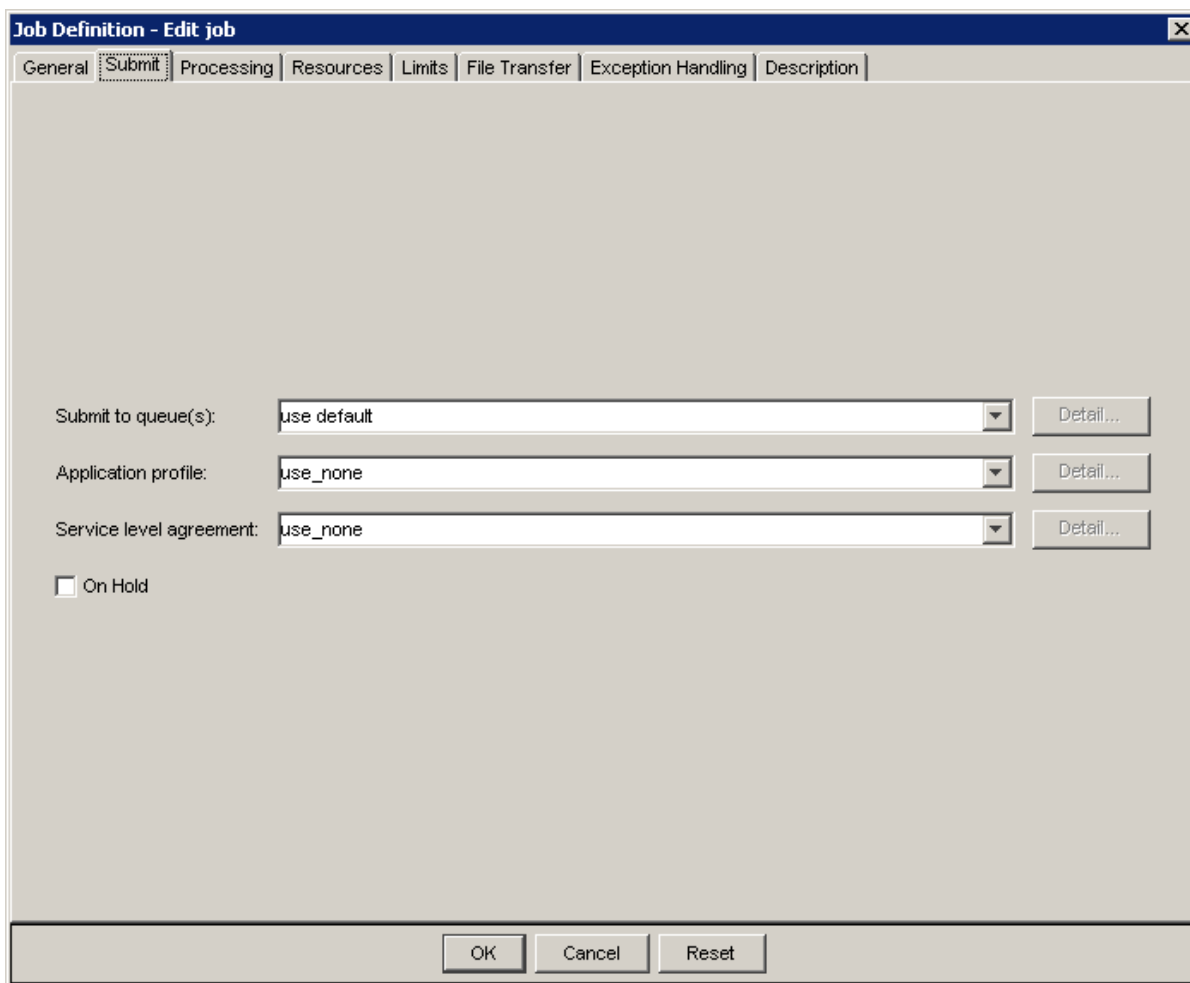 Job Definition - Edit job
General Submit Processing Resources Limits File Transfer Exception Handling Description
Submit to queue(s): use default Detail...
Application profile: use_none Detail...
Service level agreement: use_none Detail...
On Hold
OK Cancel Reset